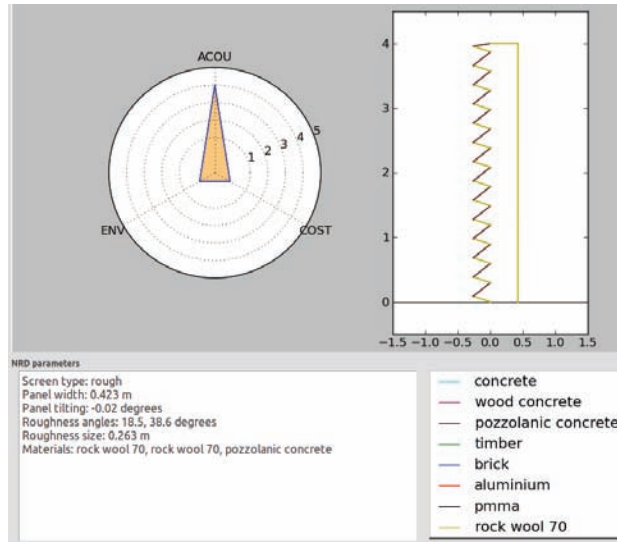 ACOU
5
4
3
2
1
ENV
COST
4
3
2
1
0
−1.5 −1.0 −0.5 0.0 0.5 1.0 1.5
NRD parameters
Screen type: rough
Panel width: 0.423 m
Panel tilting: -0.02 degrees
Roughness angles: 18.5, 38.6 degrees
Roughness size: 0.263 m
Materials: rock wool 70, rock wool 70, pozzolanic concrete
concrete
wood concrete
pozzolanic concrete
timber
brick
aluminium
pmma
rock wool 70